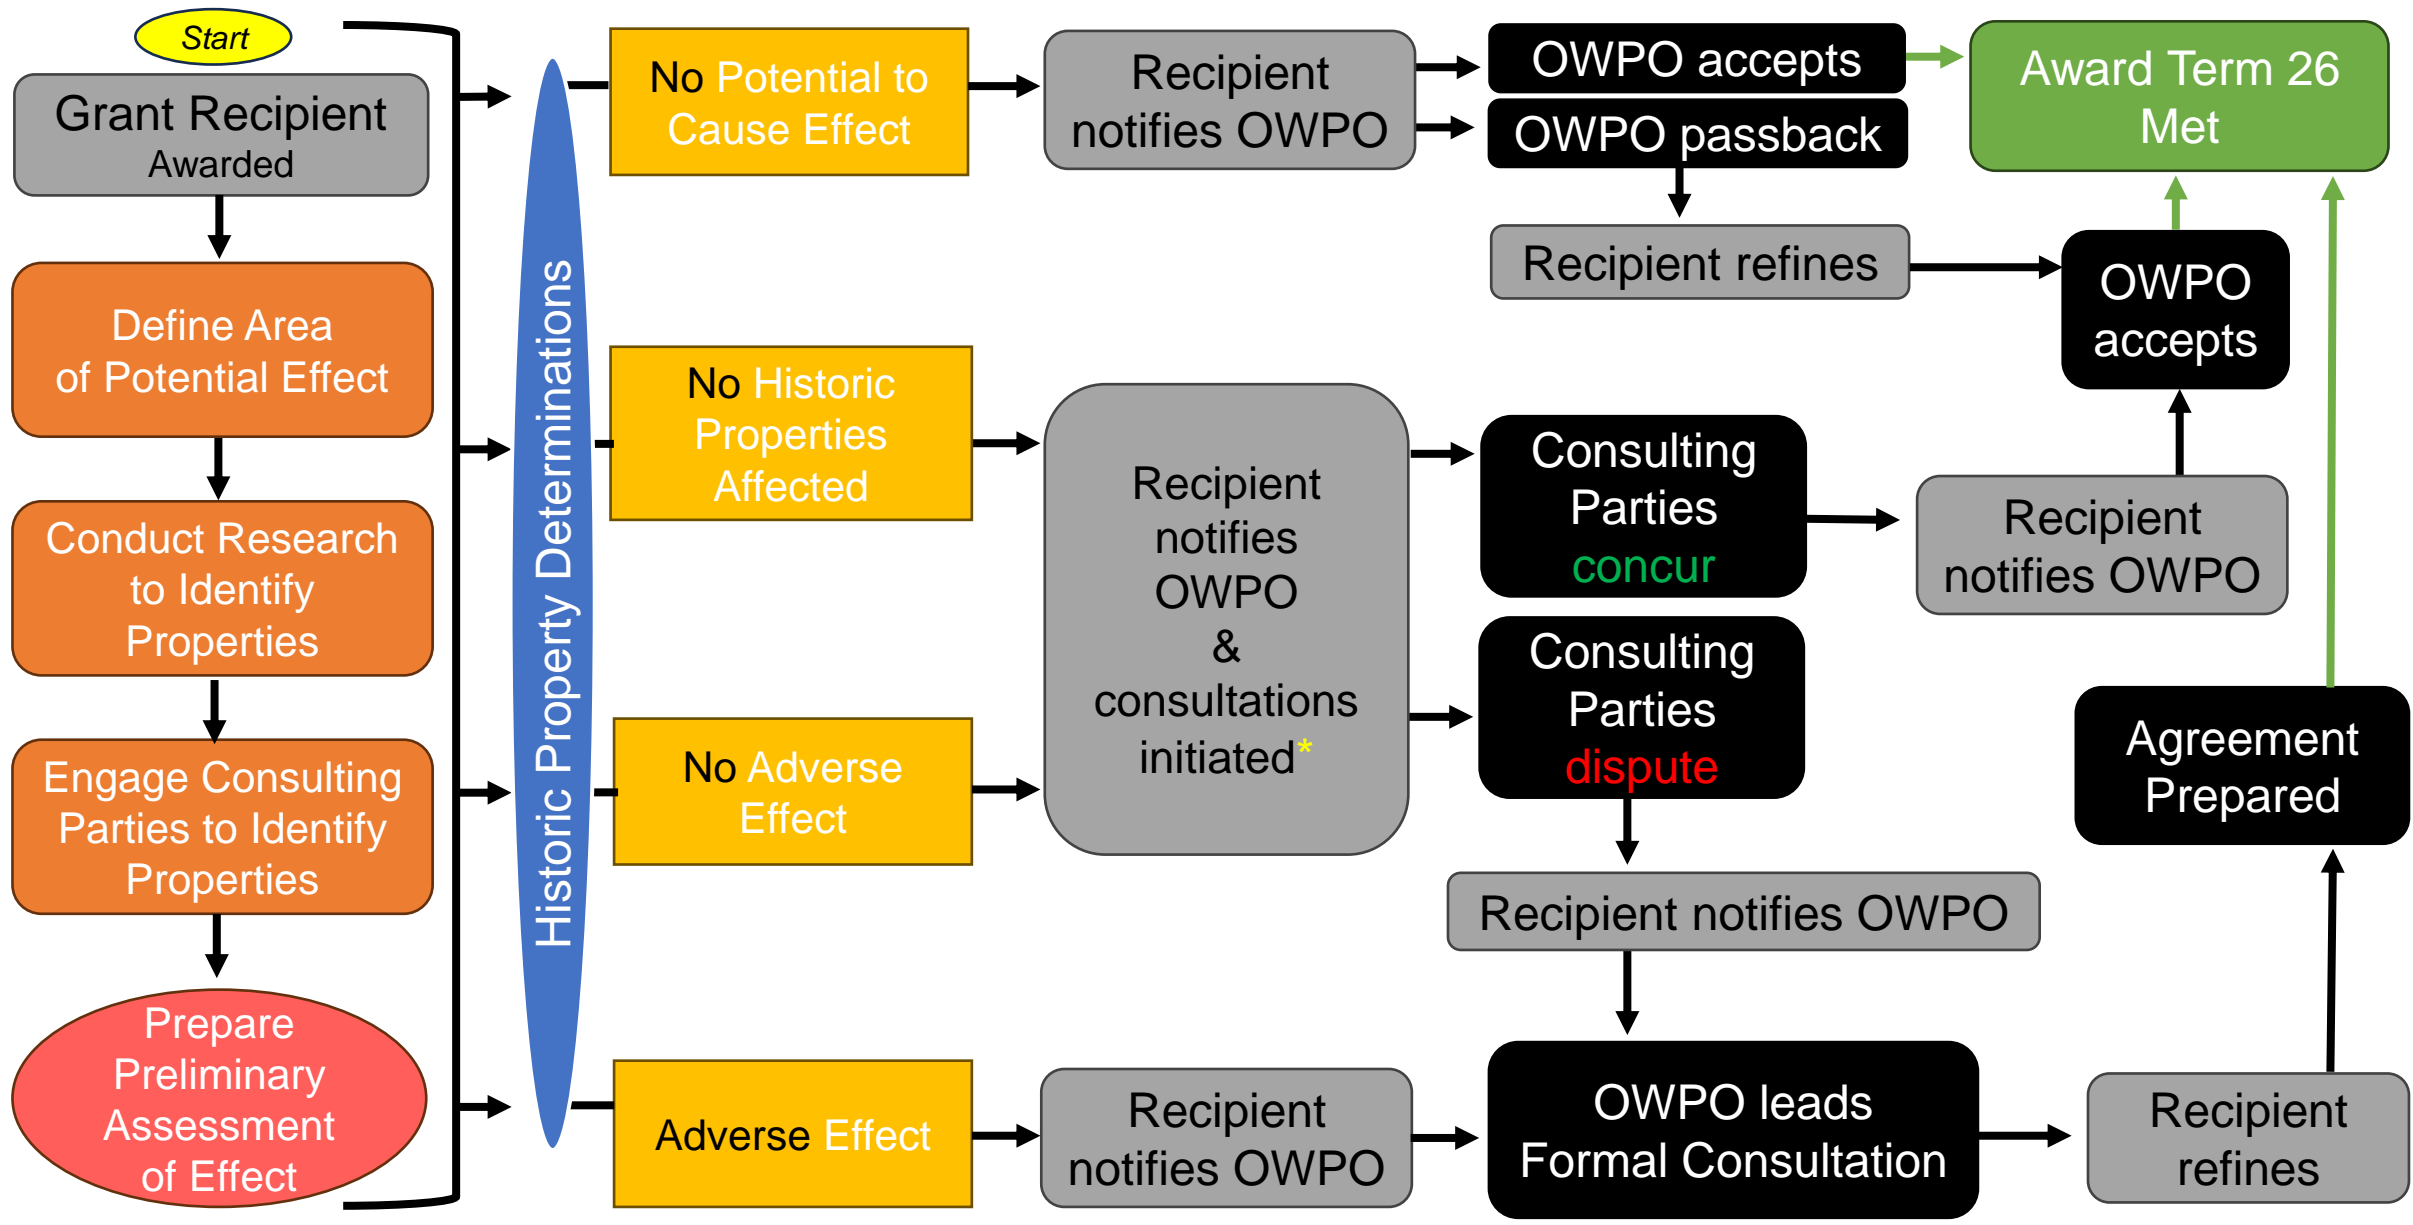 Start
Grant Recipient
Awarded
Define Area
of Potential Effect
Conduct Research
to Identify
Properties
Engage Consulting
Parties to Identify
Properties
Prepare
Preliminary
Assessment
of Effect
Historic Property Determinations
No Potential to
Cause Effect
Recipient
notifies OWPO
OWPO accepts
OWPO passback
Award Term 26
Met
Recipient refines
OWPO
accepts
No Historic
Properties
Affected
No Adverse
Effect
Recipient
notifies
OWPO
&
consultations
initiated*
Consulting
Parties
concur
Recipient
notifies OWPO
Consulting
Parties
dispute
Recipient notifies OWPO
Adverse Effect
Recipient
notifies OWPO
OWPO leads
Formal Consultation
Recipient
refines
Agreement
Prepared